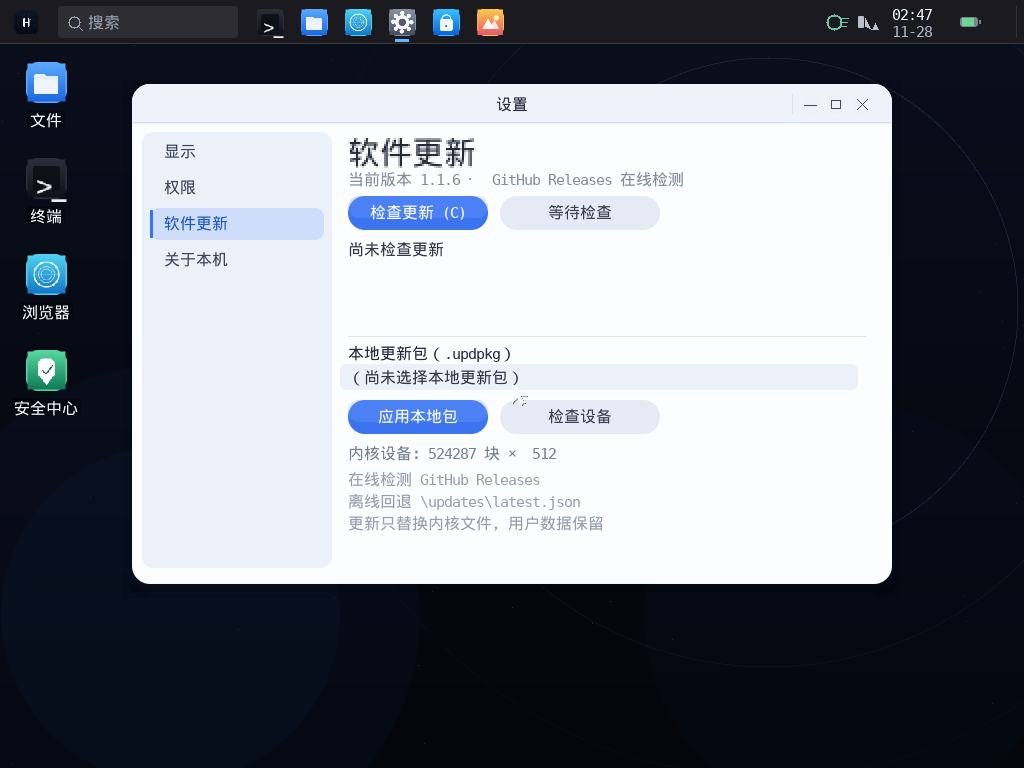 H
搜索
02:47
11-28
文件
终端
浏览器
安全中心
设置
显示
权限
软件更新
关于本机
软件更新
当前版本 1.1.6 · GitHub Releases 在线检测
检查更新 (C)
等待检查
尚未检查更新
本地更新包（.updpkg）
（尚未选择本地更新包）
应用本地包
检查设备
内核设备: 524287 块 × 512
在线检测 GitHub Releases
离线回退 \updates\latest.json
更新只替换内核文件, 用户数据保留